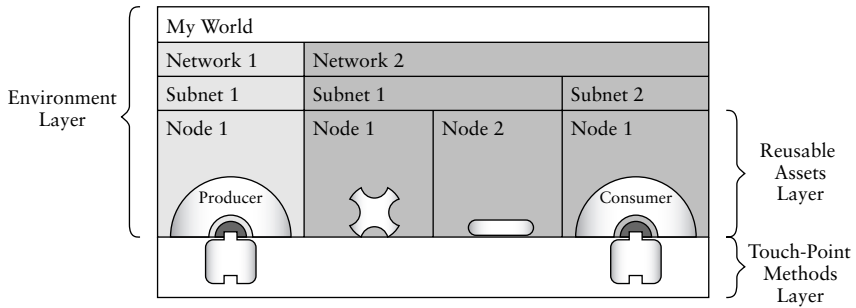 My World
Network 1
Network 2
Subnet 1
Subnet 1
Subnet 2
Node 1
Node 1
Node 2
Node 1
Environment
Layer
Producer
Consumer
Reusable
Assets
Layer
Touch-Point
Methods
Layer